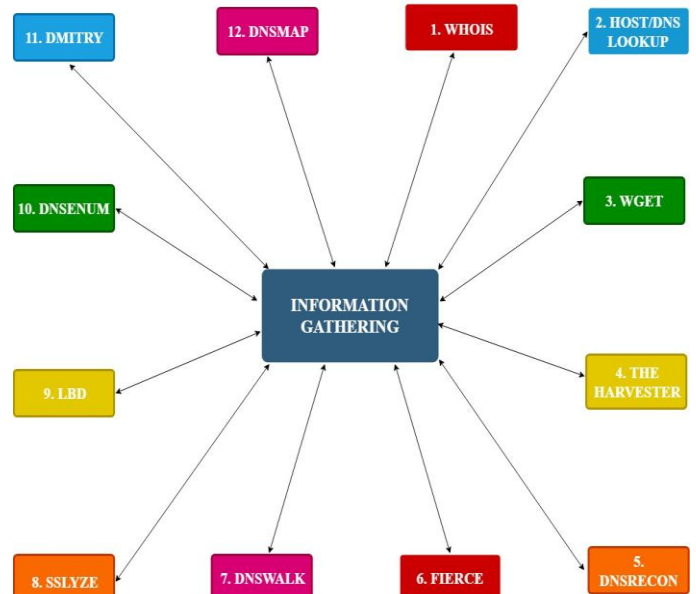 11. DMITRY
12. DNSMAP
1. WHOIS
2. HOST/DNS
LOOKUP
10. DNSENUM
3. WGET
INFORMATION
GATHERING
9. LBD
4. THE
HARVESTER
8. SSLYZE
7. DNSWALK
6. FIERCE
5.
DNSRECON